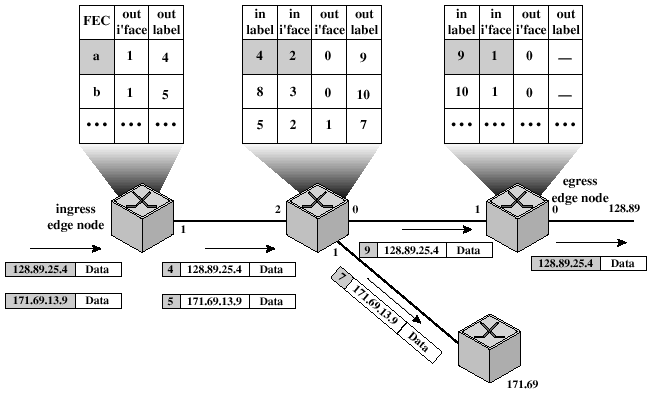 FEC out i'face out label
a 1 4
b 1 5
••• ••• •••
in label in i'face out i'face out label
4 2 0 9
8 3 0 10
5 2 1 7
in label in i'face out i'face out label
9 1 0 —
10 1 0 —
••• ••• ••• •••
ingress
edge node
1
2
0
1
1
egress
edge node
0
128.89
128.89.25.4 Data
171.69.13.9 Data
4 128.89.25.4 Data
5 171.69.13.9 Data
9 128.89.25.4 Data
7 171.69.13.9 Data
128.89.25.4 Data
171.69